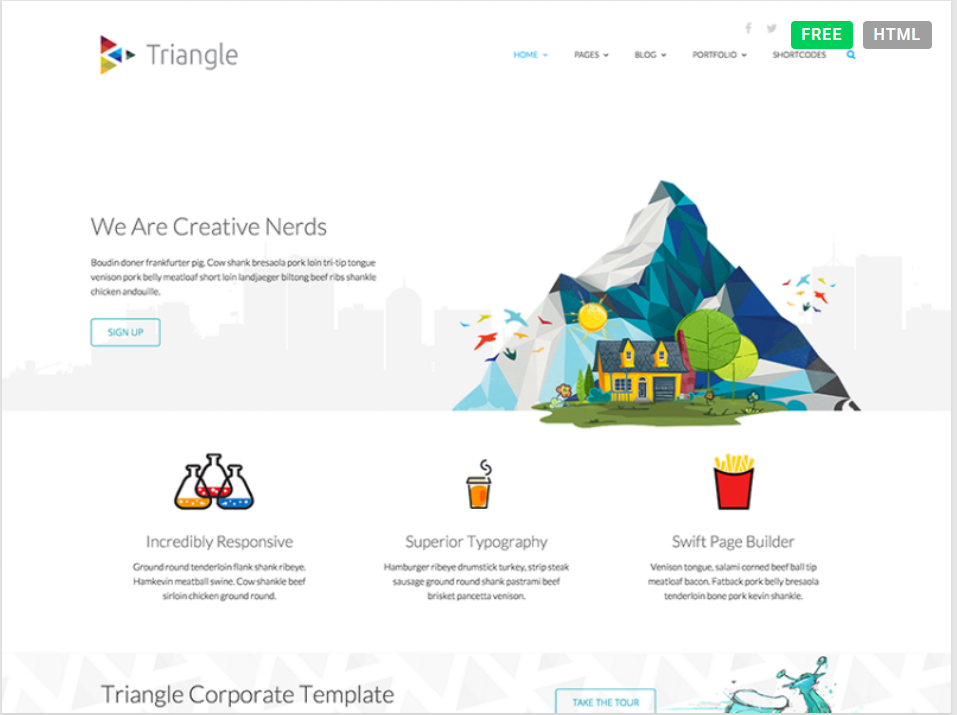 FREE HTML
Triangle
HOME PAGES BLOG PORTFOLIO SHORTCODES
We Are Creative Nerds
Boudin doner frankfurter pig, Cow shank bresaola pork loin tri-tip tongue
venison pork belly meatloaf short loin landjaeger biltong beef ribs shankle
chicken andouille.
SIGN UP
Incredibly Responsive
Ground round tenderloin flank shank ribeye.
Hamkevin meatball swine. Cow shankle beef
sirloin chicken ground round.
Superior Typography
Hamburger ribeye drumstick turkey, strip steak
sausage ground round shank pastrami beef
brisket pancetta venison.
Swift Page Builder
Venison tongue, salami corned beef ball tip
meatloaf bacon. Fatback pork belly bresaola
tenderloin bone pork kevin shankle.
Triangle Corporate Template
TAKE THE TOUR